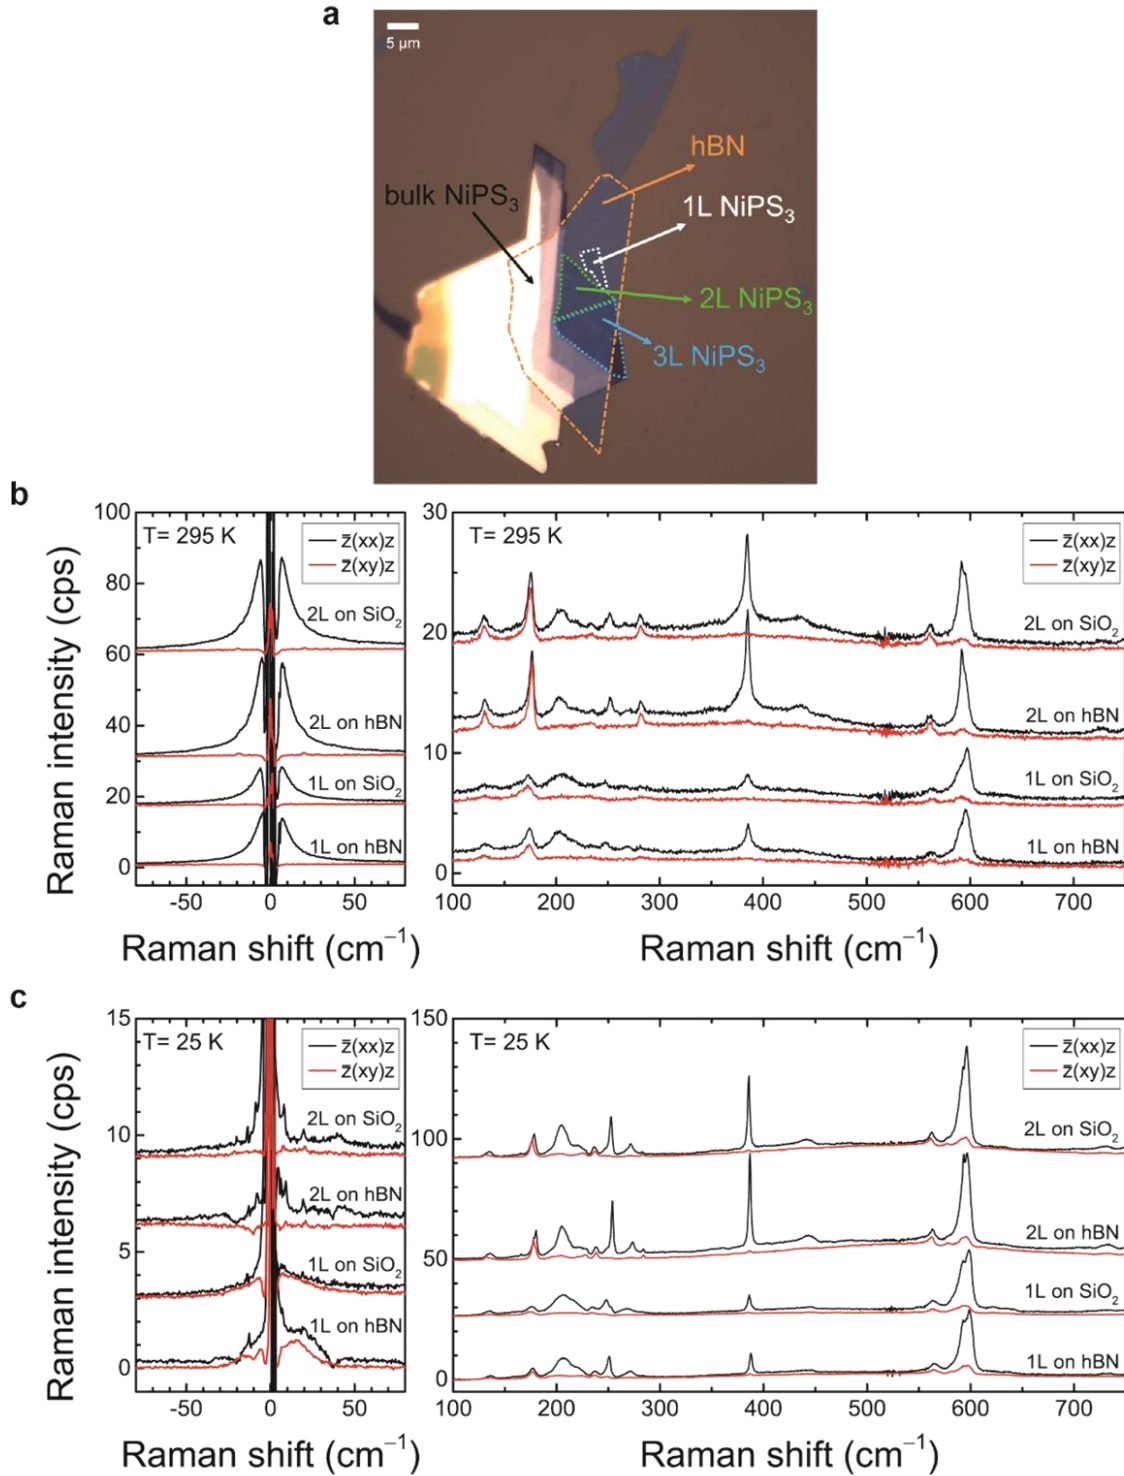 a
5 µm
hBN
bulk NiPS₃
1L NiPS₃
2L NiPS₃
3L NiPS₃
b
Raman intensity (cps)
100
80
60
40
20
0
T= 295 K
z̄(xx)z
z̄(xy)z
2L on SiO₂
2L on hBN
1L on SiO₂
1L on hBN
-50 0 50
Raman shift (cm⁻¹)
30
20
10
0
T= 295 K
z̄(xx)z
z̄(xy)z
2L on SiO₂
2L on hBN
1L on SiO₂
1L on hBN
100 200 300 400 500 600 700
Raman shift (cm⁻¹)
c
Raman intensity (cps)
15
10
5
0
T= 25 K
z̄(xx)z
z̄(xy)z
2L on SiO₂
2L on hBN
1L on SiO₂
1L on hBN
-50 0 50
Raman shift (cm⁻¹)
150
100
50
0
T= 25 K
z̄(xx)z
z̄(xy)z
2L on SiO₂
2L on hBN
1L on SiO₂
1L on hBN
100 200 300 400 500 600 700
Raman shift (cm⁻¹)